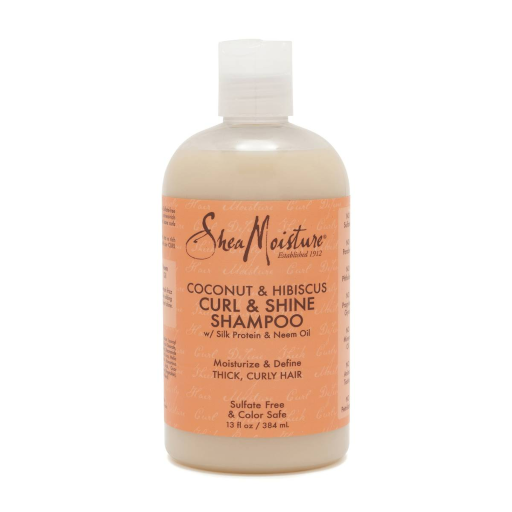 SheaMoisture®
Established 1912
COCONUT & HIBISCUS
CURL & SHINE
SHAMPOO
w/ Silk Protein & Neem Oil
Moisturize & Define
THICK, CURLY HAIR
Sulfate Free
& Color Safe
13 fl oz / 384 mL